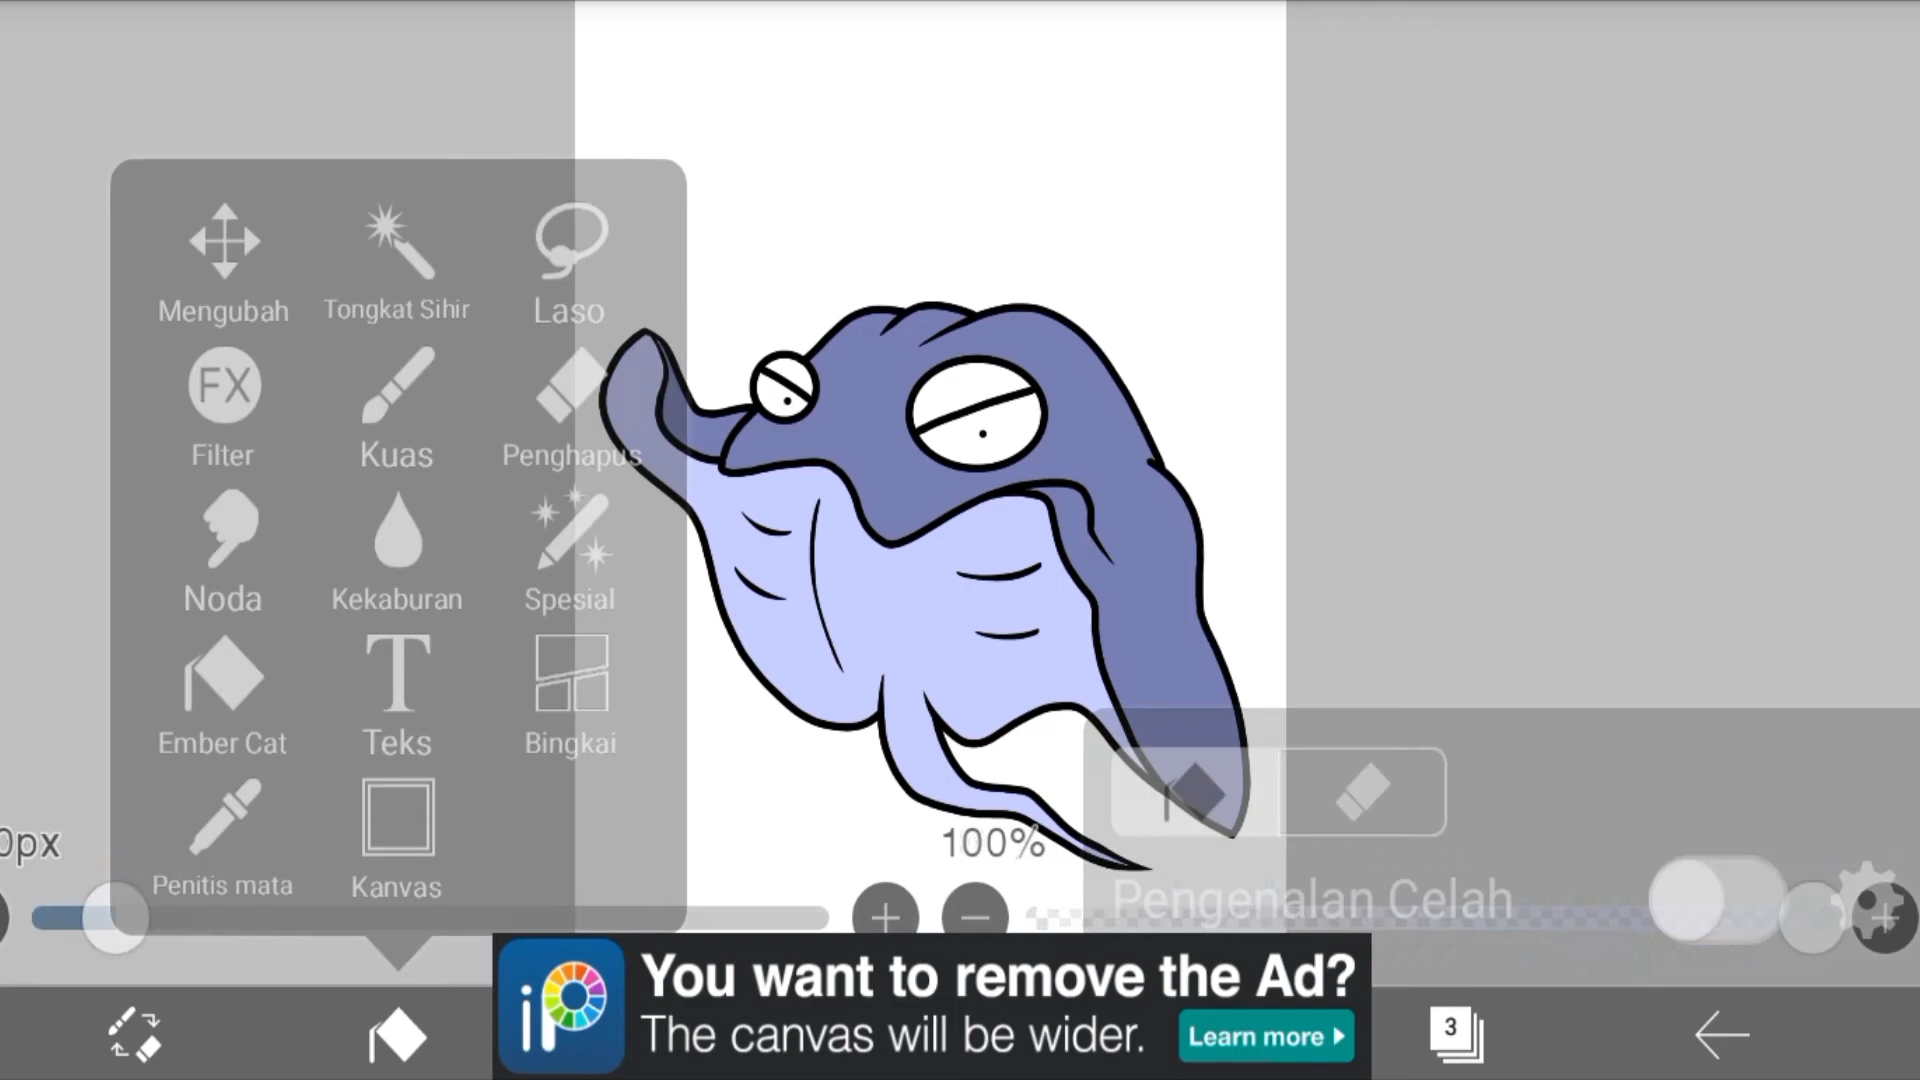 Mengubah Tongkat Sihir Laso
FX
Filter Kuas Penghapus
Noda Kekaburan Spesial
T
Ember Cat Teks Bingkai
Penitis mata Kanvas
0px
100%
Pengenalan Celah
iP
You want to remove the Ad?
The canvas will be wider.
Learn more
3